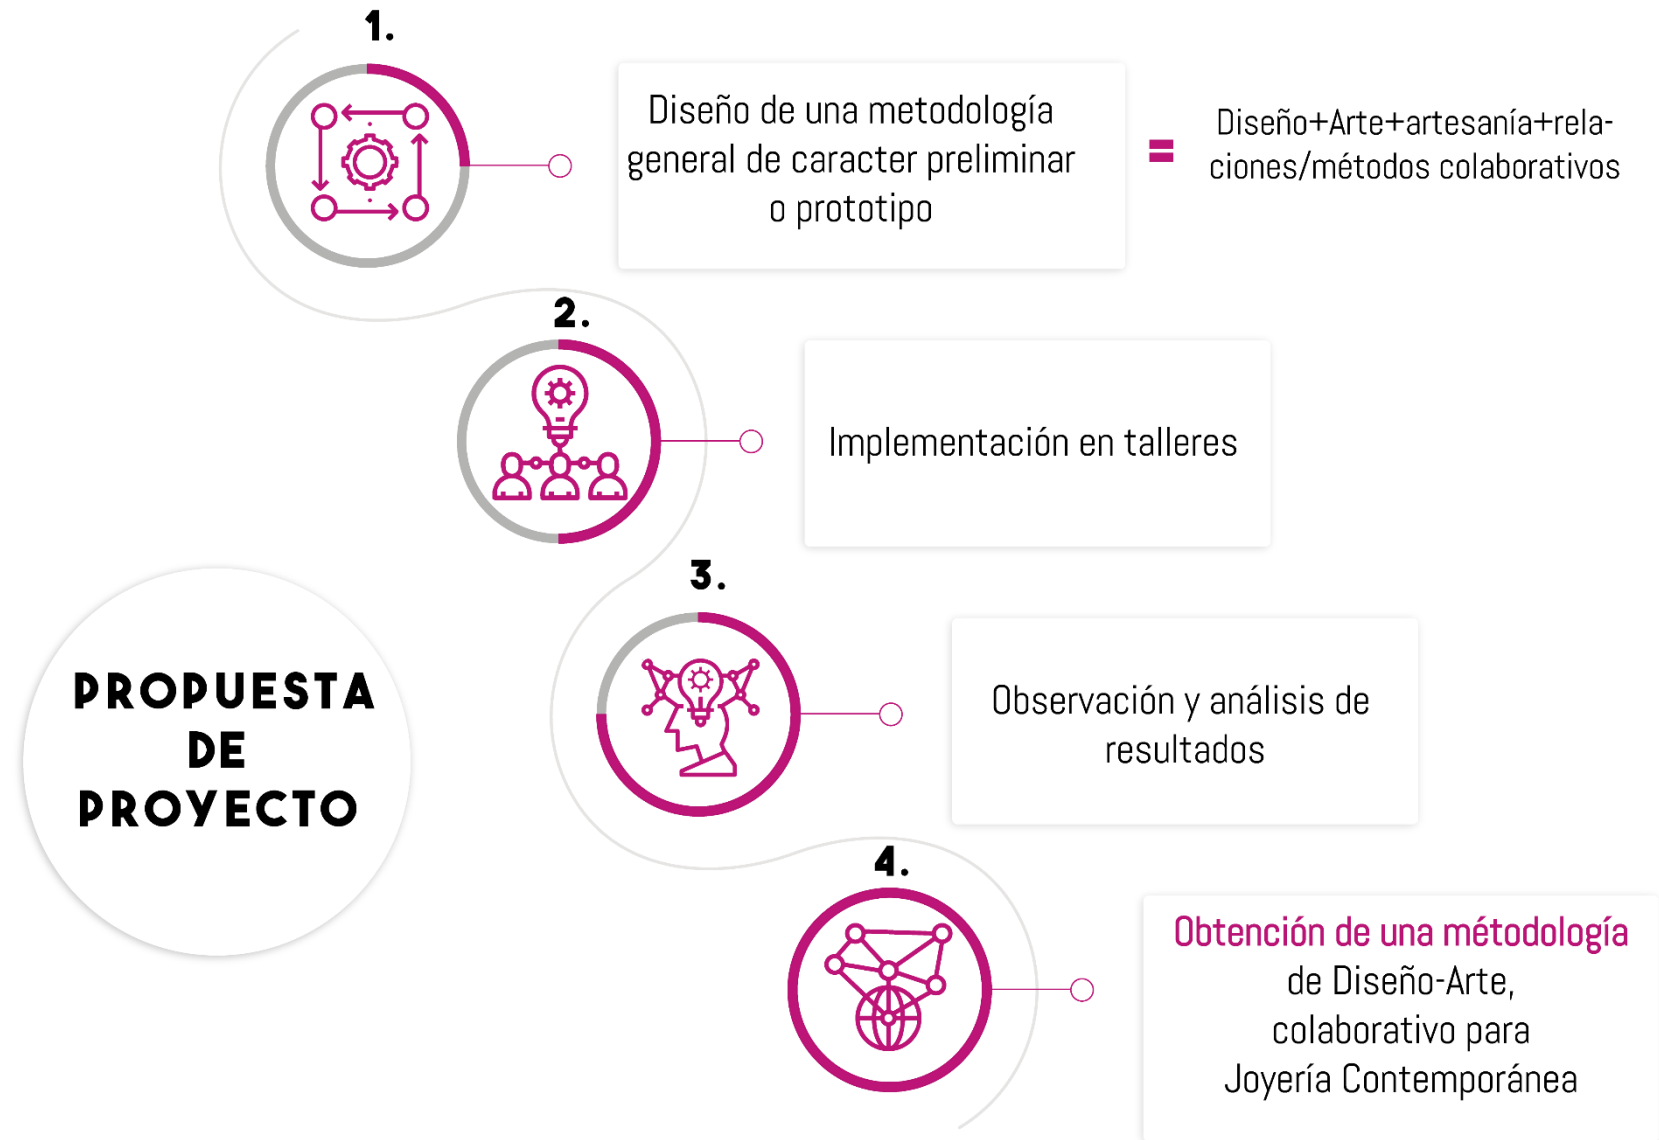 1.
Diseño de una metodología
general de caracter preliminar
o prototipo
=
Diseño+Arte+artesanía+rela-
ciones/métodos colaborativos
2.
Implementación en talleres
3.
Observación y análisis de
resultados
PROPUESTA
DE
PROYECTO
4.
Obtención de una métodología
de Diseño-Arte,
colaborativo para
Joyería Contemporánea